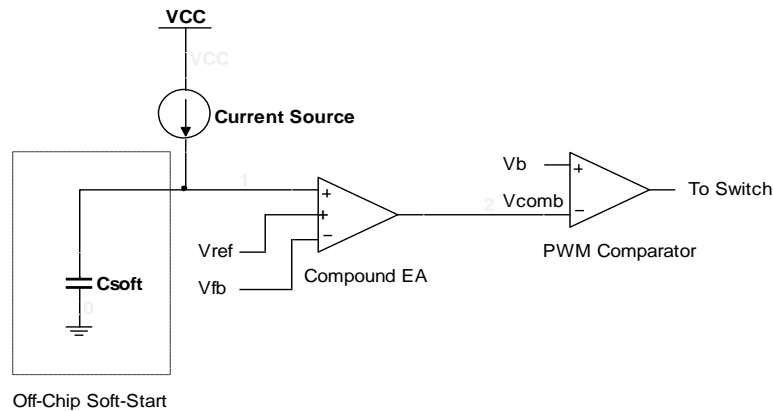 VCC
VCC
Current Source
1
+
+
−
Vref
Vfb
Compound EA
2
Vb
Vcomb
+
−
To Switch
PWM Comparator
Csoft
0
Off-Chip Soft-Start